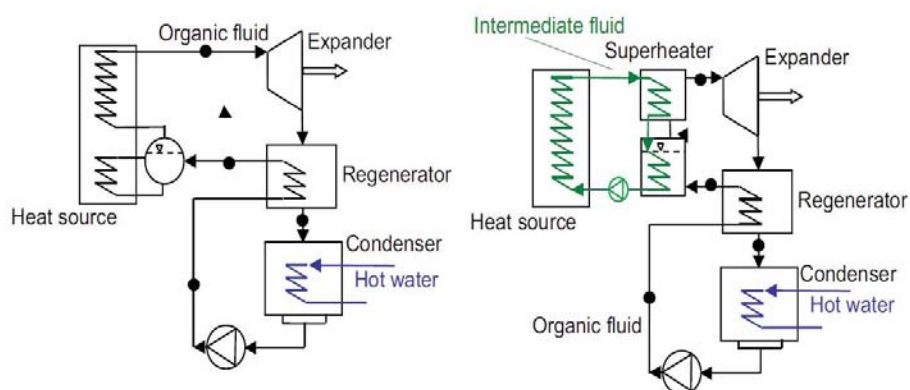 Organic fluid
Expander
Regenerator
Heat source
Condenser
Hot water
Intermediate fluid
Superheater
Expander
Regenerator
Heat source
Condenser
Hot water
Organic fluid